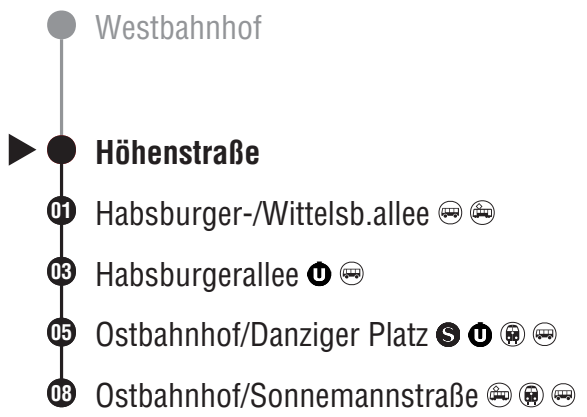 Westbahnhof
Höhenstraße
01 Habsburger-/Wittelsb.allee
03 Habsburgerallee U
05 Ostbahnhof/Danziger Platz S U
08 Ostbahnhof/Sonnemannstraße